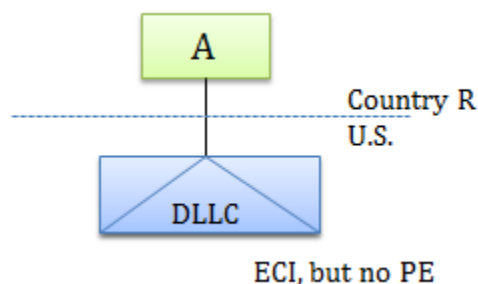 A
Country R
U.S.
DLLC
ECI, but no PE